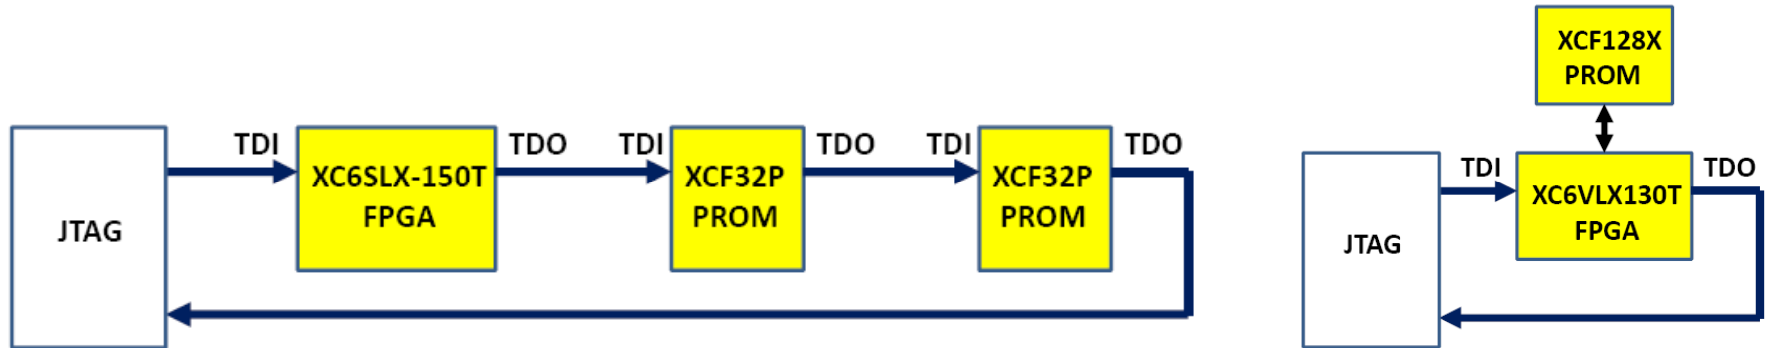 JTAG
TDI
XC6SLX-150T
FPGA
TDO
TDI
XCF32P
PROM
TDO
TDI
XCF32P
PROM
TDO
XCF128X
PROM
JTAG
TDI
XC6VLX130T
FPGA
TDO